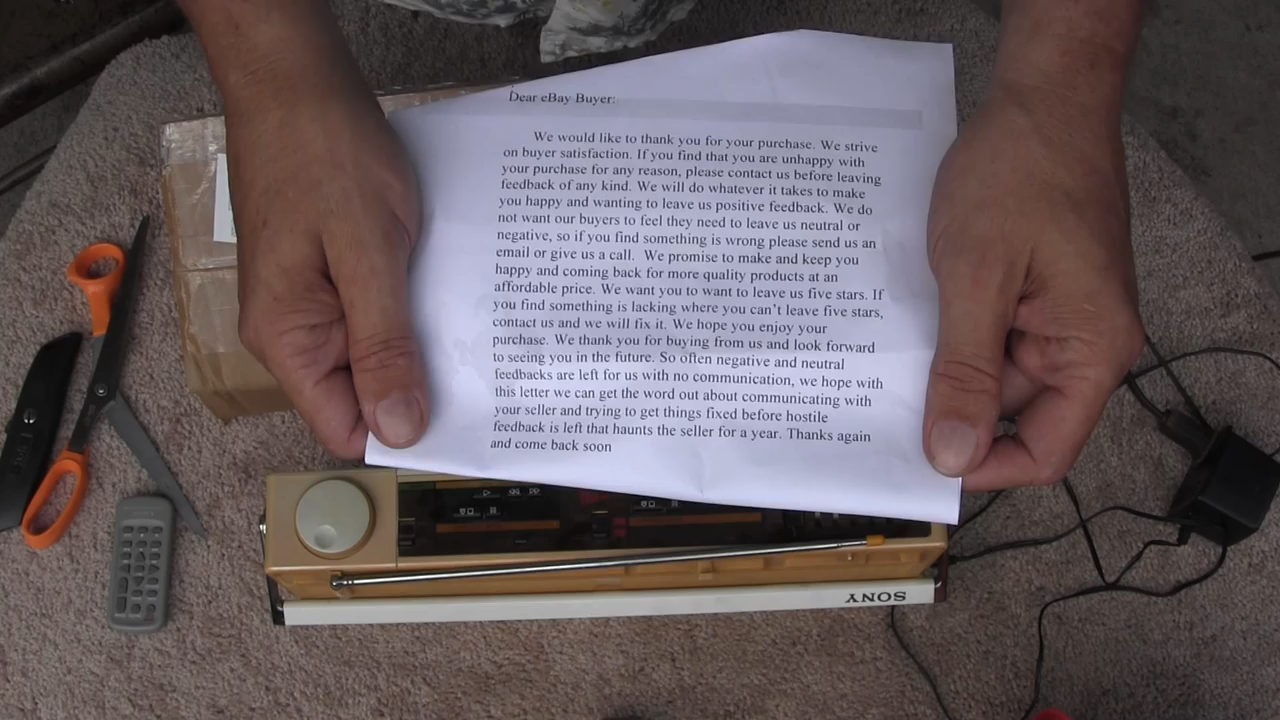 Dear eBay Buyer:
We would like to thank you for your purchase. We strive
on buyer satisfaction. If you find that you are unhappy with
your purchase for any reason, please contact us before leaving
feedback of any kind. We will do whatever it takes to make
you happy and wanting to leave us positive feedback. We do
not want our buyers to feel they need to leave us neutral or
negative, so if you find something is wrong please send us an
email or give us a call. We promise to make and keep you
happy and coming back for more quality products at an
affordable price. We want you to want to leave us five stars. If
you find something is lacking where you can't leave five stars,
contact us and we will fix it. We hope you enjoy your
purchase. We thank you for buying from us and look forward
to seeing you in the future. So often negative and neutral
feedbacks are left for us with no communication, we hope with
this letter we can get the word out about communicating with
your seller and trying to get things fixed before hostile
feedback is left that haunts the seller for a year. Thanks again
and come back soon
SONY